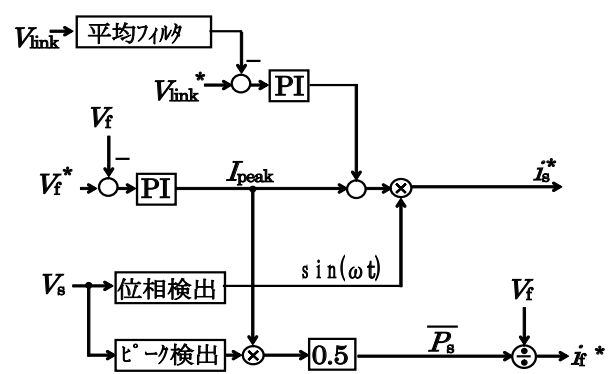 Vlink 平均フィルタ
−
Vlink* PI
Vf
−
Vf* PI Ipeak × is*
sin(ωt)
Vs 位相検出
Vf
Ps
ピーク検出 × 0.5 ÷ if*